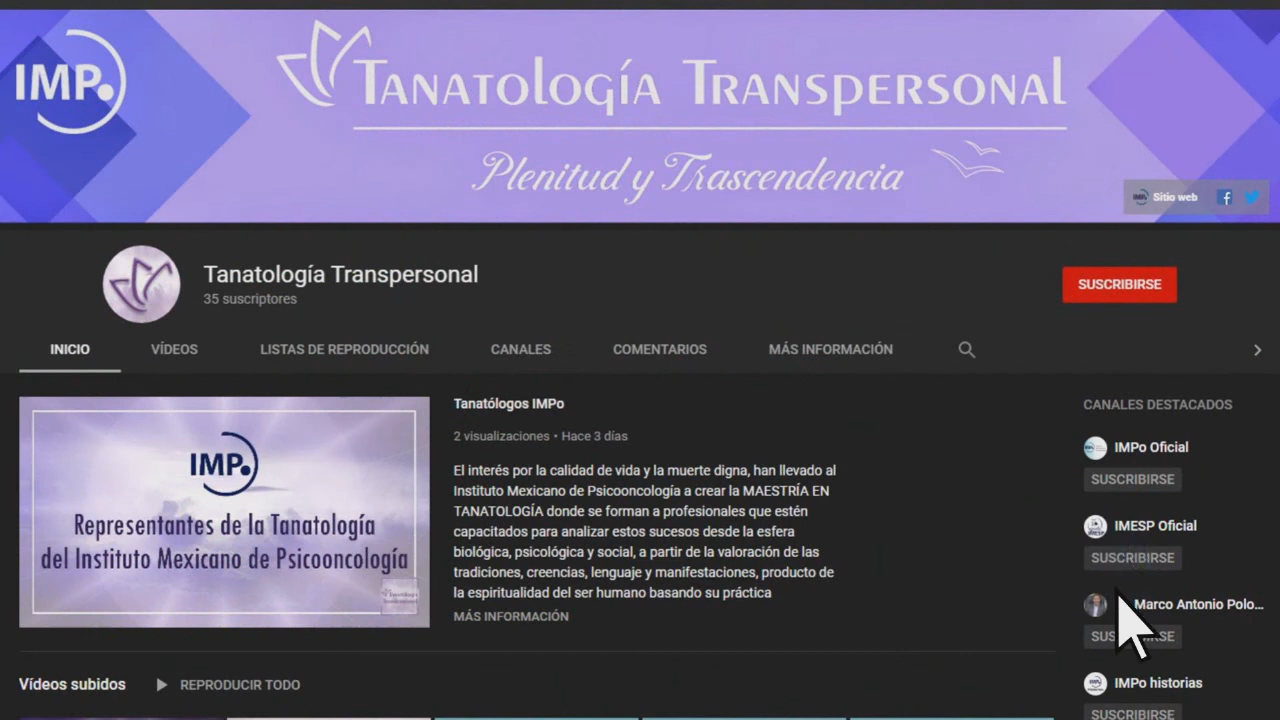 IMP.
TANATOLOGÍA TRANSPERSONAL
Plenitud y Trascendencia
Sitio web
Tanatología Transpersonal
35 suscriptores
SUSCRIBIRSE
INICIO VÍDEOS LISTAS DE REPRODUCCIÓN CANALES COMENTARIOS MÁS INFORMACIÓN
IMP.
Representantes de la Tanatología
del Instituto Mexicano de Psicooncología
Tanatólogos IMPo
2 visualizaciones • Hace 3 días
El interés por la calidad de vida y la muerte digna, han llevado al
Instituto Mexicano de Psicooncología a crear la MAESTRÍA EN
TANATOLOGÍA donde se forman a profesionales que estén
capacitados para analizar estos sucesos desde la esfera
biológica, psicológica y social, a partir de la valoración de las
tradiciones, creencias, lenguaje y manifestaciones, producto de
la espiritualidad del ser humano basando su práctica
MÁS INFORMACIÓN
CANALES DESTACADOS
IMPo Oficial
SUSCRIBIRSE
IMESP Oficial
SUSCRIBIRSE
Marco Antonio Polo...
IMPo historias
SUSCRIBIRSE
Vídeos subidos
REPRODUCIR TODO